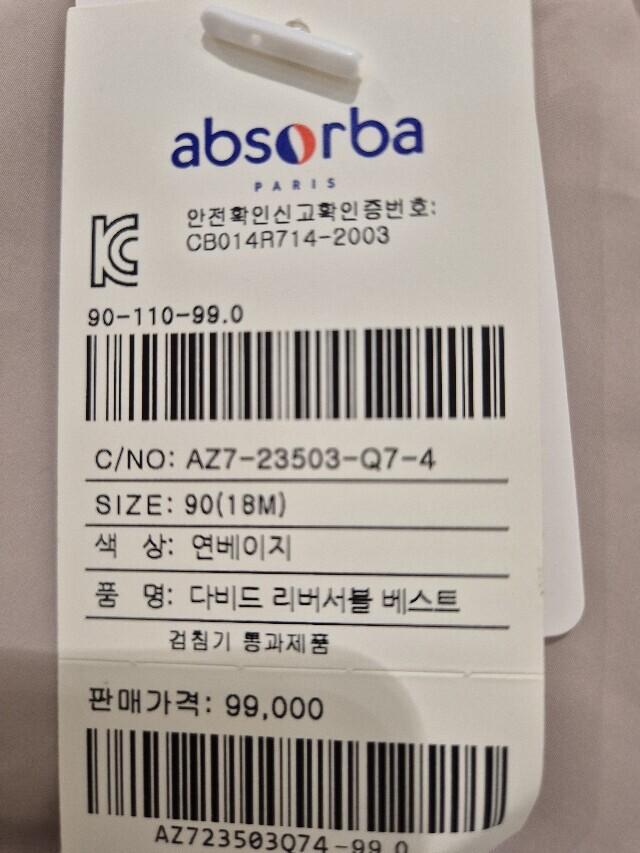 absorba
PARIS
안전확인신고확인증번호:
CB014R714-2003
90-110-99.0
C/NO: AZ7-23503-Q7-4
SIZE: 90(18M)
색 상: 연베이지
품 명: 다비드 리버서블 베스트
검침기 통과제품
판매가격: 99,000
AZ723503Q74-99.0